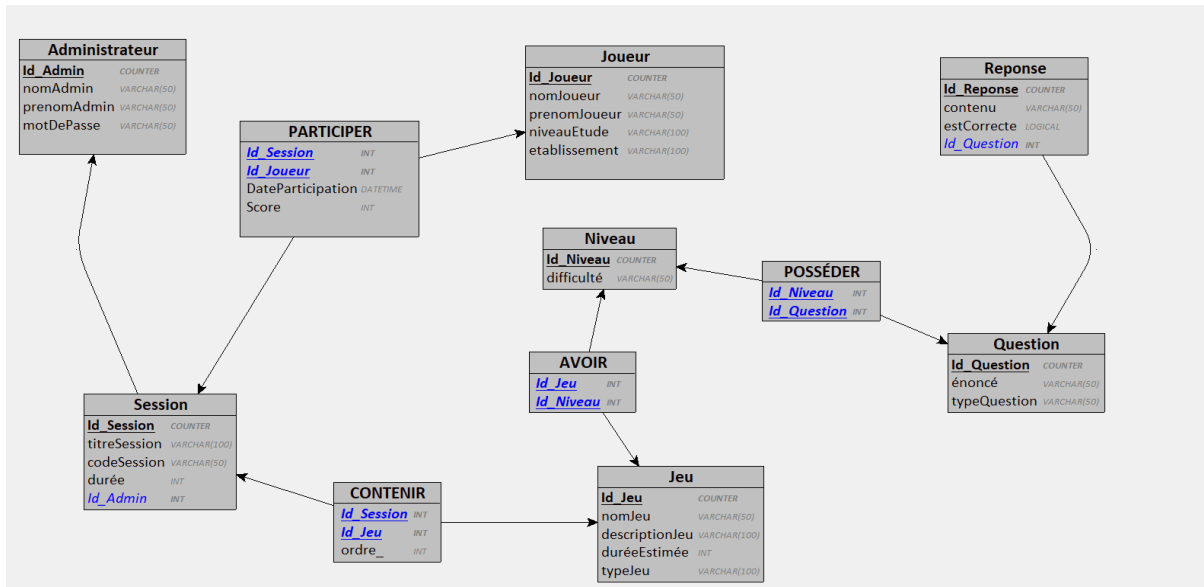 Administrateur
Id_Admin COUNTER
nomAdmin VARCHAR(50)
prenomAdmin VARCHAR(50)
motDePasse VARCHAR(50)
PARTICIPER
Id_Session INT
Id_Joueur INT
DateParticipation DATETIME
Score INT
Joueur
Id_Joueur COUNTER
nomJoueur VARCHAR(50)
prenomJoueur VARCHAR(50)
niveauEtude VARCHAR(100)
etablissement VARCHAR(100)
Reponse
Id_Reponse COUNTER
contenu VARCHAR(50)
estCorrecte LOGICAL
Id_Question INT
Niveau
Id_Niveau COUNTER
difficulté VARCHAR(50)
POSSÉDER
Id_Niveau INT
Id_Question INT
Question
Id_Question COUNTER
énoncé VARCHAR(50)
typeQuestion VARCHAR(50)
AVOIR
Id_Jeu INT
Id_Niveau INT
Session
Id_Session COUNTER
titreSession VARCHAR(100)
codeSession VARCHAR(50)
durée INT
Id_Admin INT
CONTENIR
Id_Session INT
Id_Jeu INT
ordre_ INT
Jeu
Id_Jeu COUNTER
nomJeu VARCHAR(50)
descriptionJeu VARCHAR(100)
duréeEstimée INT
typeJeu VARCHAR(100)